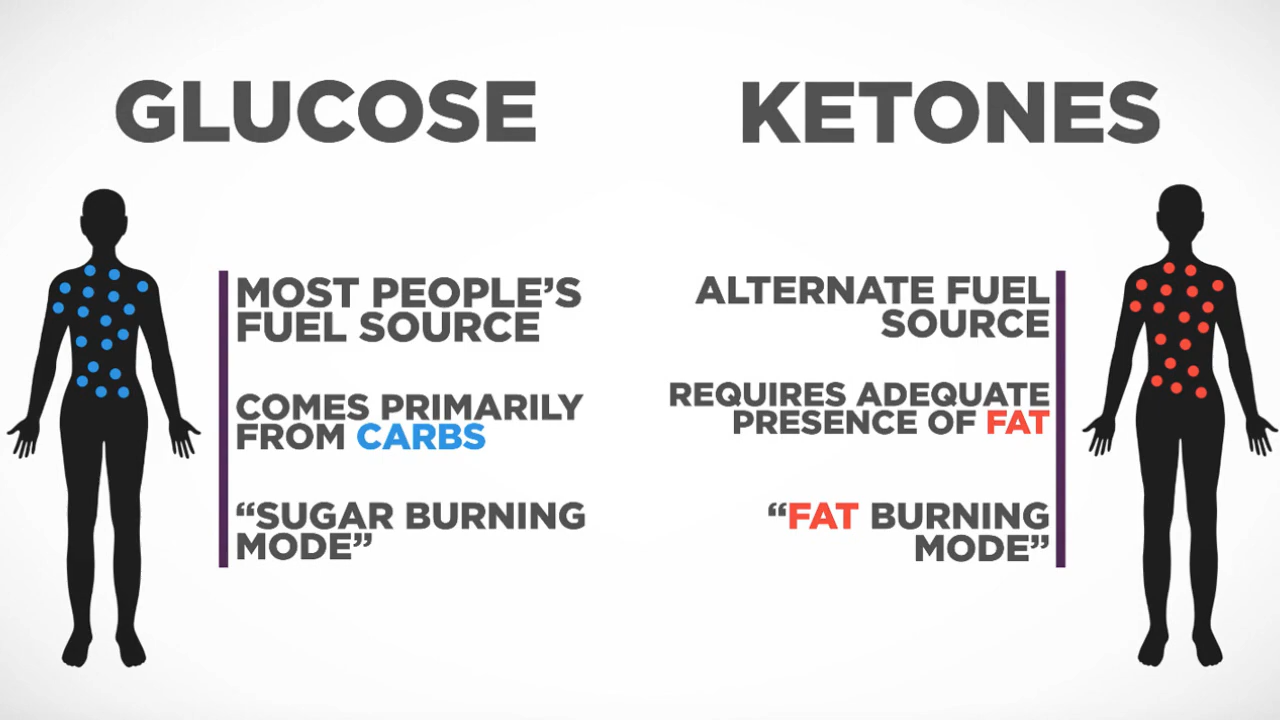 GLUCOSE
MOST PEOPLE’S
FUEL SOURCE
COMES PRIMARILY
FROM CARBS
“SUGAR BURNING
MODE”
KETONES
ALTERNATE FUEL
SOURCE
REQUIRES ADEQUATE
PRESENCE OF FAT
“FAT BURNING
MODE”